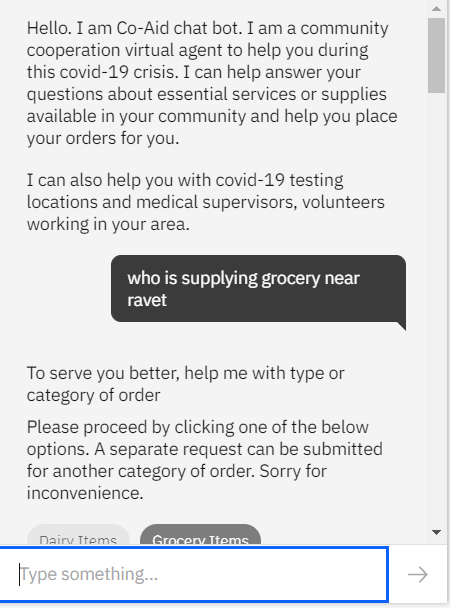 Hello. I am Co-Aid chat bot. I am a community
cooperation virtual agent to help you during
this covid-19 crisis. I can help answer your
questions about essential services or supplies
available in your community and help you place
your orders for you.
I can also help you with covid-19 testing
locations and medical supervisors, volunteers
working in your area.
who is supplying grocery near
ravet
To serve you better, help me with type or
category of order
Please proceed by clicking one of the below
options. A separate request can be submitted
for another category of order. Sorry for
inconvenience.
Dairy Items Grocery Items
Type something...